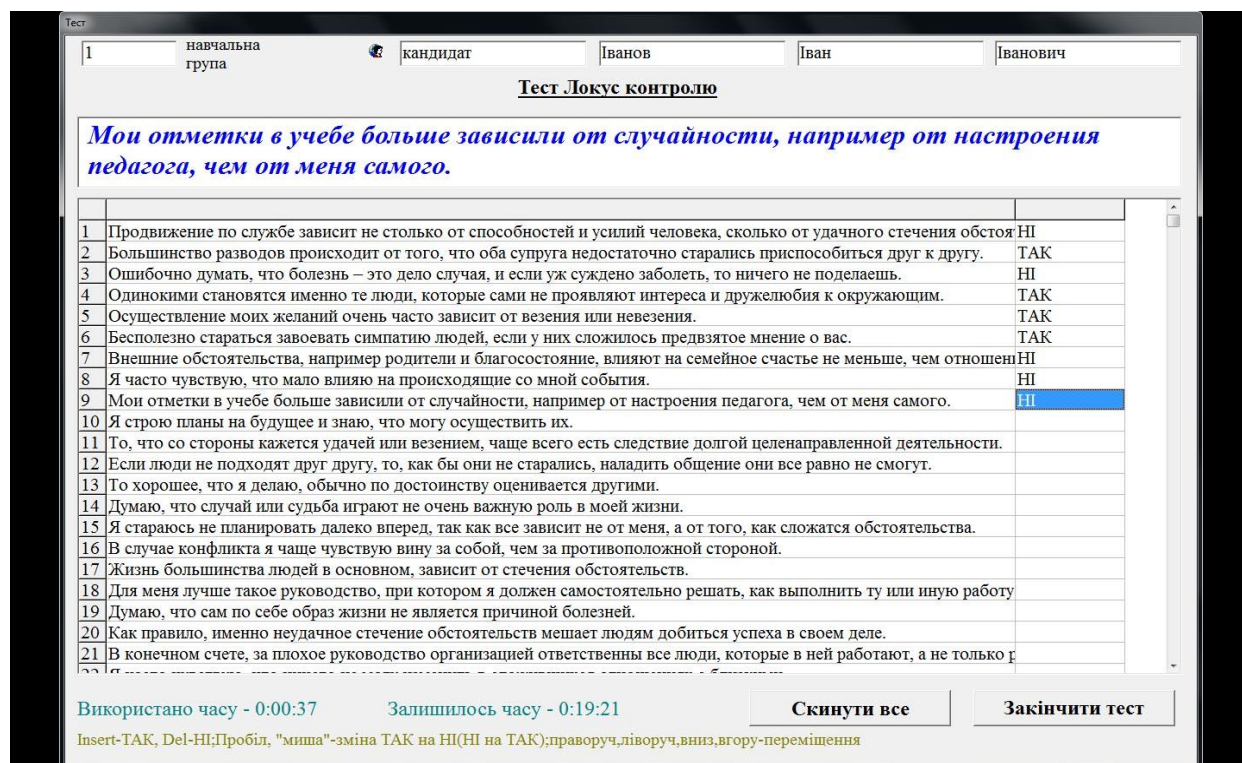 Тест
1 навчальна група кандидат Іванов Іван Іванович
Тест Локус контролю
Мои отметки в учебе больше зависили от случайности, например от настроения
педагога, чем от меня самого.
1 Продвижение по службе зависит не столько от способностей и усилий человека, сколько от удачного стечения обстоя НІ
2 Большинство разводов происходит от того, что оба супруга недостаточно старались приспособиться друг к другу. ТАК
3 Ошибочно думать, что болезнь – это дело случая, и если уж суждено заболеть, то ничего не поделаешь. НІ
4 Одинокими становятся именно те люди, которые сами не проявляют интереса и дружелюбия к окружающим. ТАК
5 Осуществление моих желаний очень часто зависит от везения или невезения. ТАК
6 Бесполезно стараться завоевать симпатию людей, если у них сложилось предвзятое мнение о вас. ТАК
7 Внешние обстоятельства, например родители и благосостояние, влияют на семейное счастье не меньше, чем отношен НІ
8 Я часто чувствую, что мало влияю на происходящие со мной события. НІ
9 Мои отметки в учебе больше зависили от случайности, например от настроения педагога, чем от меня самого. НІ
10 Я строю планы на будущее и знаю, что могу осуществить их.
11 То, что со стороны кажется удачей или везением, чаще всего есть следствие долгой целенаправленной деятельности.
12 Если люди не подходят друг другу, то, как бы они не старались, наладить общение они все равно не смогут.
13 То хорошее, что я делаю, обычно по достоинству оценивается другими.
14 Думаю, что случай или судьба играют не очень важную роль в моей жизни.
15 Я стараюсь не планировать далеко вперед, так как все зависит не от меня, а от того, как сложатся обстоятельства.
16 В случае конфликта я чаще чувствую вину за собой, чем за противоположной стороной.
17 Жизнь большинства людей в основном, зависит от стечения обстоятельств.
18 Для меня лучше такое руководство, при котором я должен самостоятельно решать, как выполнить ту или иную работу
19 Думаю, что сам по себе образ жизни не является причиной болезней.
20 Как правило, именно неудачное стечение обстоятельств мешает людям добиться успеха в своем деле.
21 В конечном счете, за плохое руководство организацией ответственны все люди, которые в ней работают, а не только р
Використано часу - 0:00:37 Залишилось часу - 0:19:21 Скинути все Закінчити тест
Insert-ТАК, Del-НІ;Пробіл, "миша"-зміна ТАК на НІ(НІ на ТАК);праворуч,ліворуч,вниз,вгору-переміщення